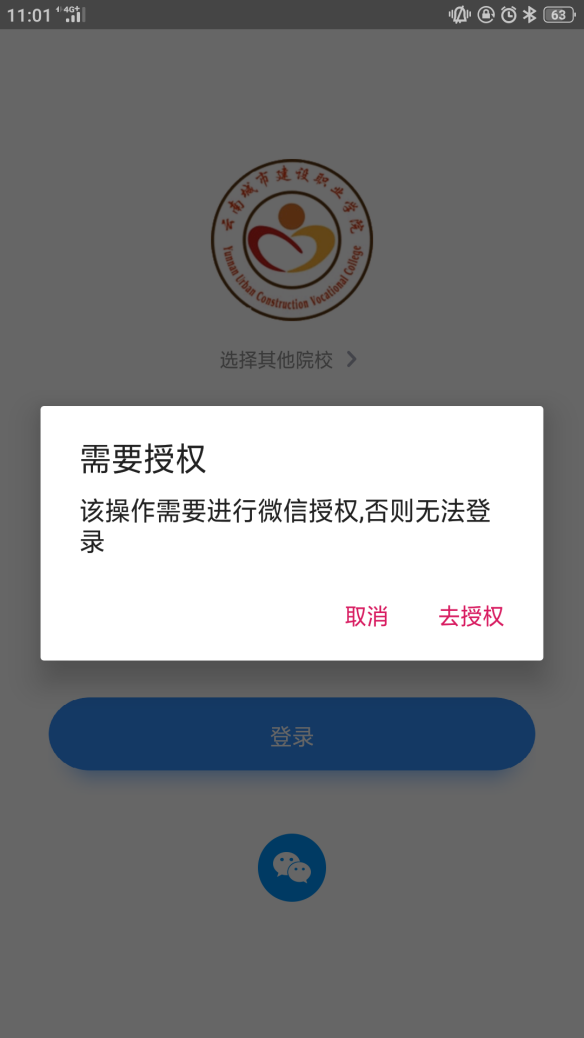 11:01 4G+ 63
云南城市建设职业学院
Yunnan Urban Construction Vocational College
选择其他院校
需要授权
该操作需要进行微信授权,否则无法登
录
取消 去授权
登录